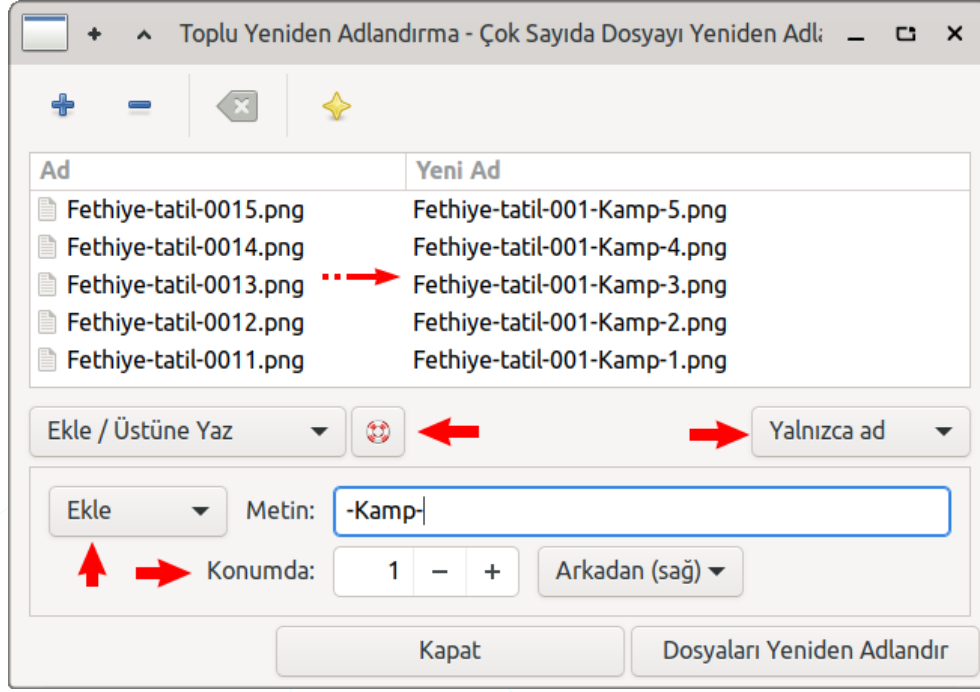 Toplu Yeniden Adlandırma - Çok Sayıda Dosyayı Yeniden Adla
Ad Yeni Ad
Fethiye-tatil-0015.png Fethiye-tatil-001-Kamp-5.png
Fethiye-tatil-0014.png Fethiye-tatil-001-Kamp-4.png
Fethiye-tatil-0013.png Fethiye-tatil-001-Kamp-3.png
Fethiye-tatil-0012.png Fethiye-tatil-001-Kamp-2.png
Fethiye-tatil-0011.png Fethiye-tatil-001-Kamp-1.png
Ekle / Üstüne Yaz Yalnızca ad
Ekle Metin: -Kamp-
Konumda: 1 Arkadan (sağ)
Kapat Dosyaları Yeniden Adlandır